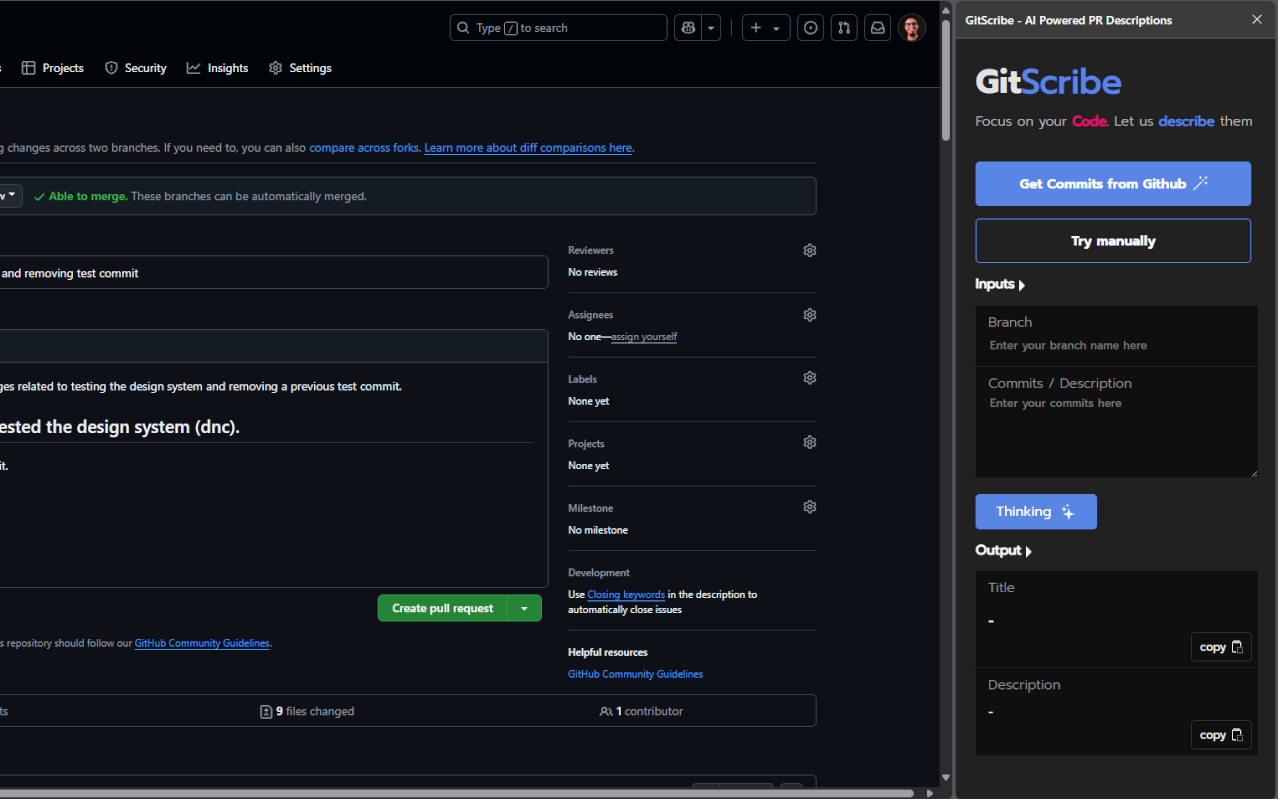 Type / to search
Projects
Security
Insights
Settings
g changes across two branches. If you need to, you can also compare across forks. Learn more about diff comparisons here.
Able to merge. These branches can be automatically merged.
and removing test commit
ges related to testing the design system and removing a previous test commit.
ested the design system (dnc).
it.
Create pull request
s repository should follow our GitHub Community Guidelines.
Reviewers
No reviews
Assignees
No one—assign yourself
Labels
None yet
Projects
None yet
Milestone
No milestone
Development
Use Closing keywords in the description to
automatically close issues
Helpful resources
GitHub Community Guidelines
ts
9 files changed
1 contributor
GitScribe - AI Powered PR Descriptions
GitScribe
Focus on your Code. Let us describe them
Get Commits from Github
Try manually
Inputs
Branch
Enter your branch name here
Commits / Description
Enter your commits here
Thinking
Output
Title
-
copy
Description
-
copy